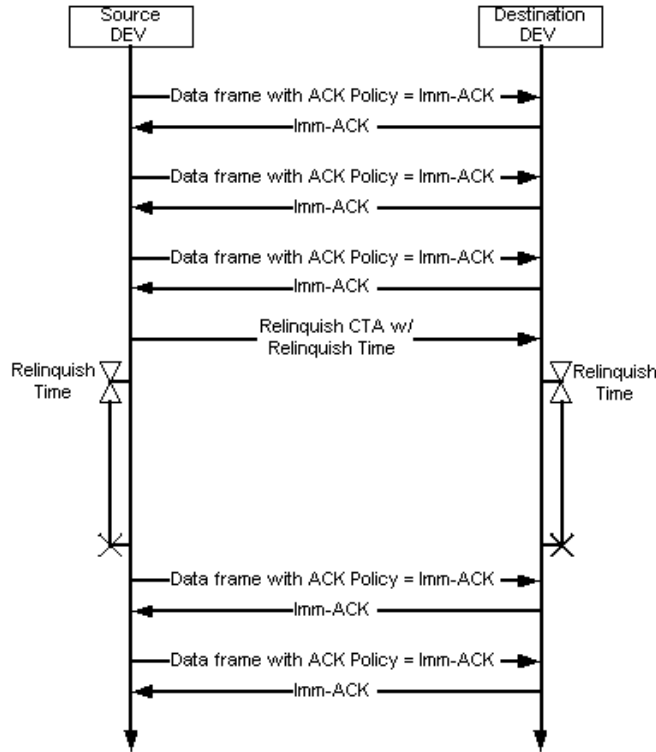 Source
DEV
Destination
DEV
Data frame with ACK Policy = Imm-ACK
Imm-ACK
Data frame with ACK Policy = Imm-ACK
Imm-ACK
Data frame with ACK Policy = Imm-ACK
Imm-ACK
Relinquish CTA w/
Relinquish Time
Relinquish
Time
Relinquish
Time
Data frame with ACK Policy = Imm-ACK
Imm-ACK
Data frame with ACK Policy = Imm-ACK
Imm-ACK